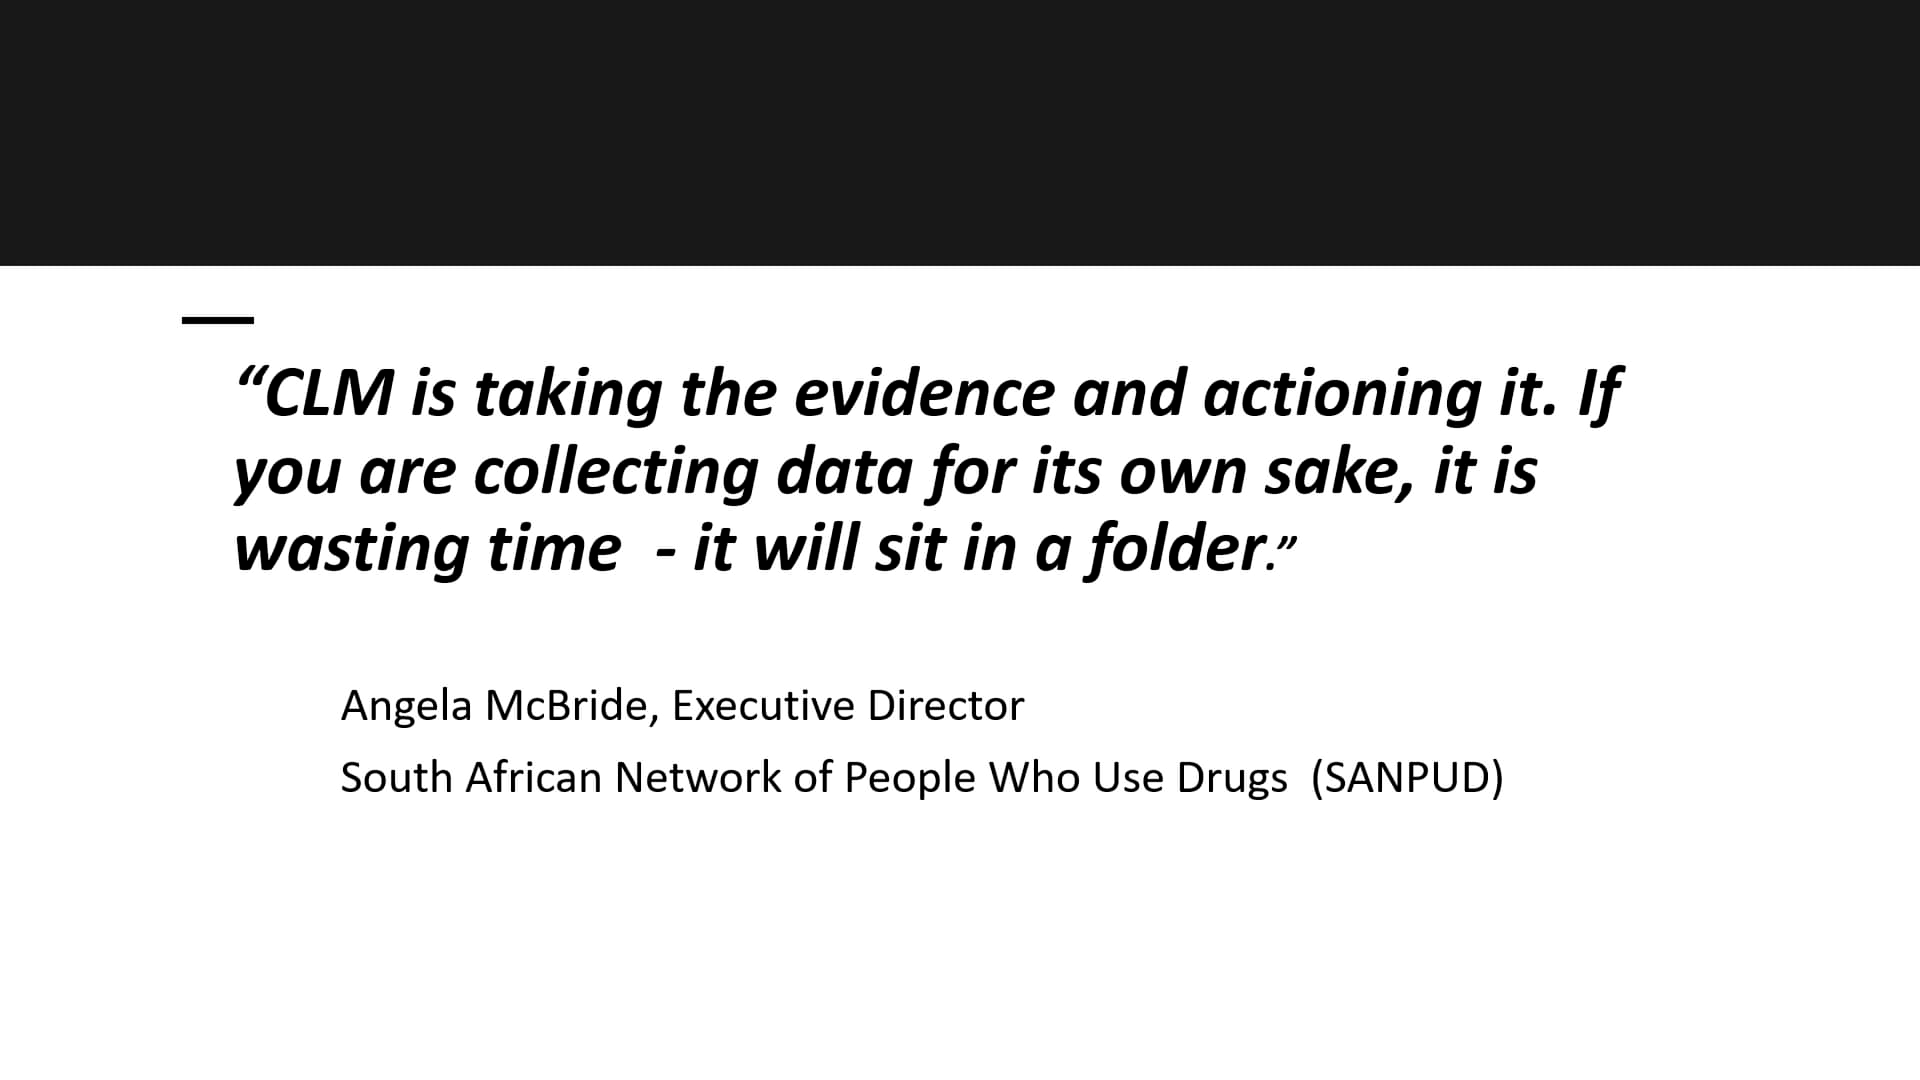 “CLM is taking the evidence and actioning it. If
you are collecting data for its own sake, it is
wasting time  - it will sit in a folder.”
Angela McBride, Executive Director
South African Network of People Who Use Drugs  (SANPUD)